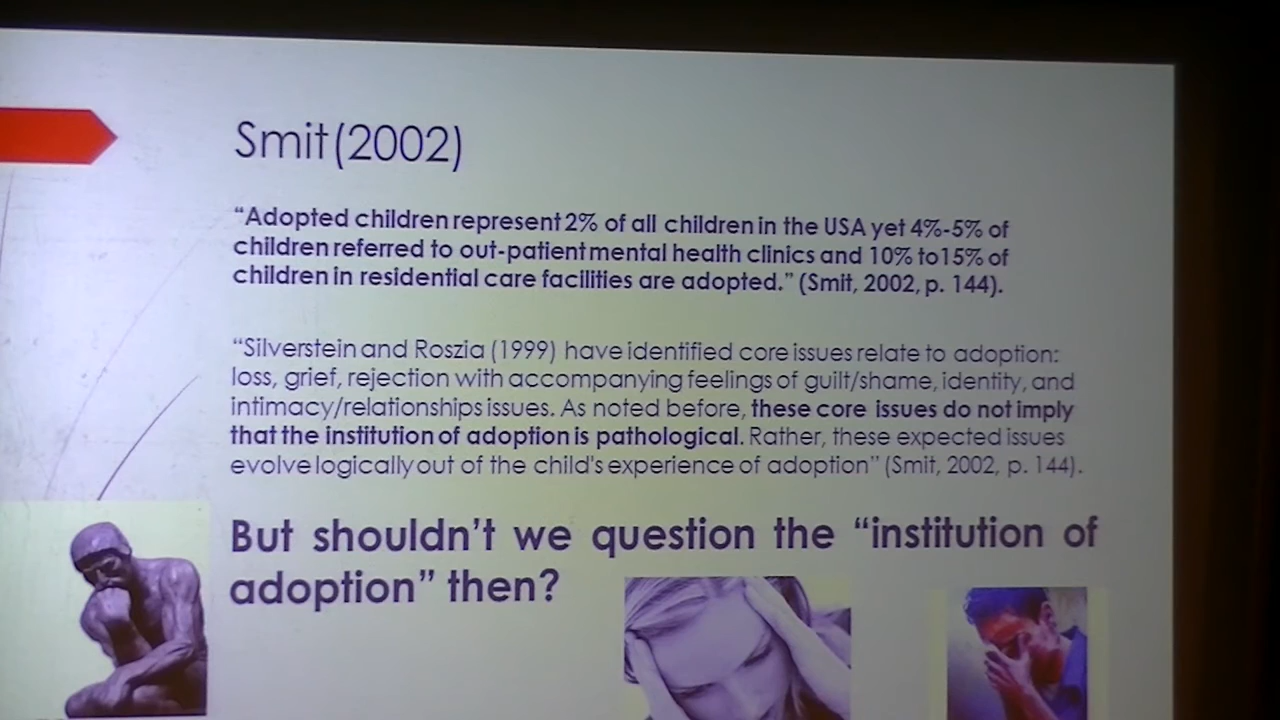 Smit (2002)
“Adopted children represent 2% of all children in the USA yet 4%-5% of
children referred to out-patient mental health clinics and 10% to15% of
children in residential care facilities are adopted.” (Smit, 2002, p. 144).
“Silverstein and Roszia (1999) have identified core issues relate to adoption:
loss, grief, rejection with accompanying feelings of guilt/shame, identity, and
intimacy/relationships issues. As noted before, these core issues do not imply
that the institution of adoption is pathological. Rather, these expected issues
evolve logically out of the child's experience of adoption” (Smit, 2002, p. 144).
But shouldn’t we question the “institution of
adoption” then?